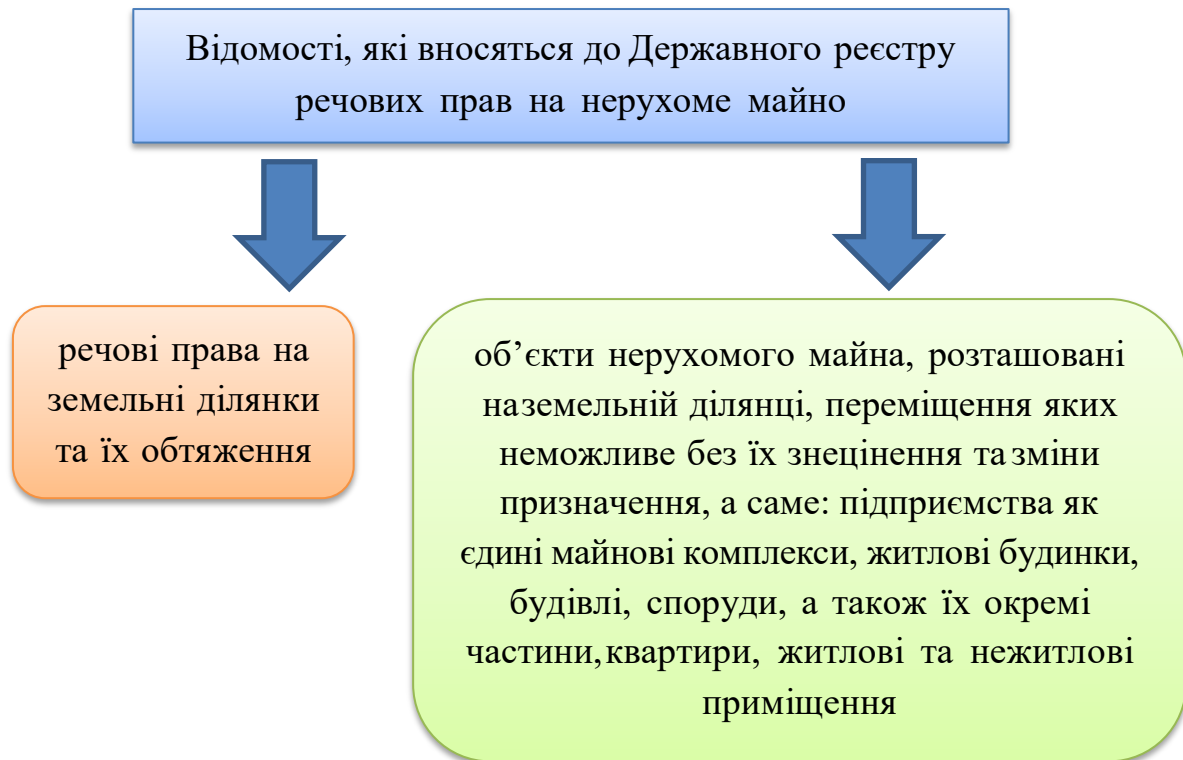 Відомості, які вносяться до Державного реєстру
речових прав на нерухоме майно
речові права на
земельні ділянки
та їх обтяження
об’єкти нерухомого майна, розташовані
наземельній ділянці, переміщення яких
неможливе без їх знецінення та зміни
призначення, а саме: підприємства як
єдині майнові комплекси, житлові будинки,
будівлі, споруди, а також їх окремі
частини, квартири, житлові та нежитлові
приміщення